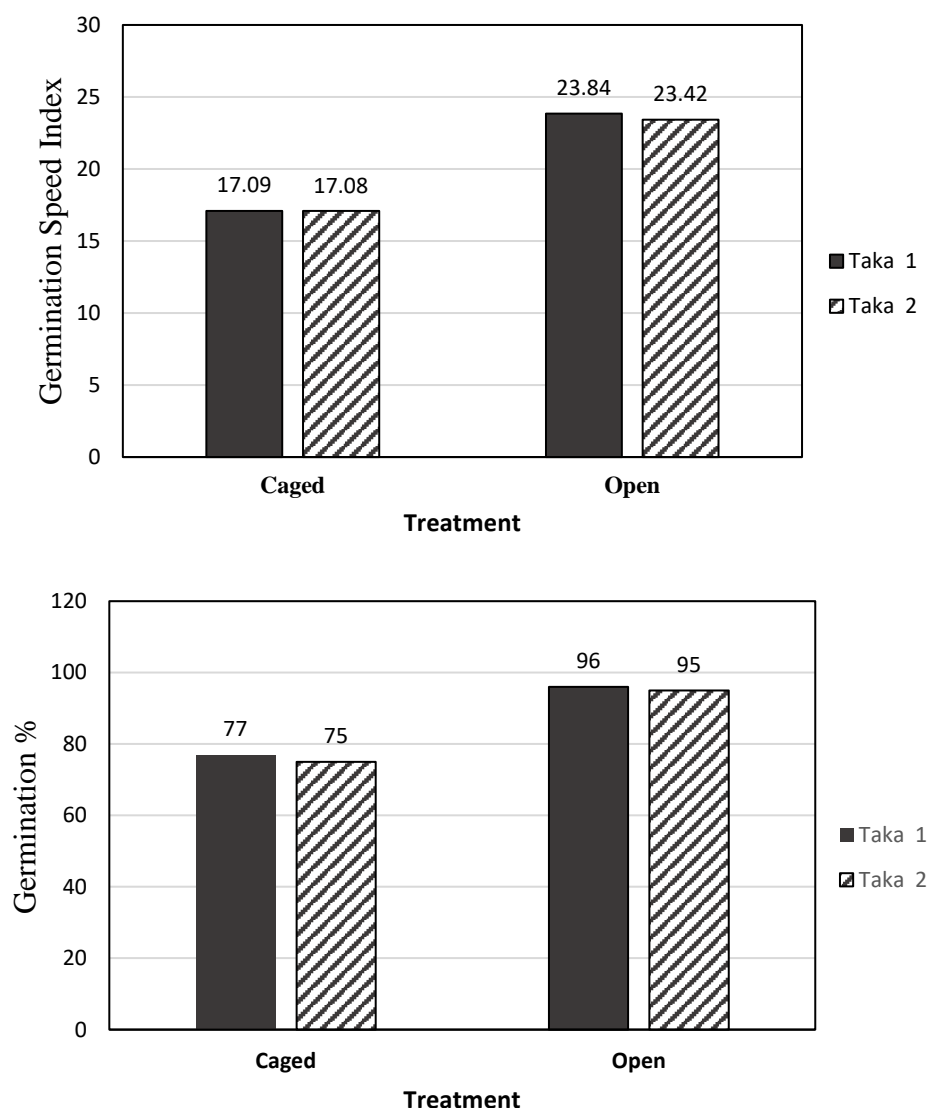 30
25
20
15
10
5
0
Germination Speed Index
17.09
17.08
23.84
23.42
Caged
Open
Treatment
Taka 1
Taka 2
120
100
80
60
40
20
0
Germination %
77
75
96
95
Caged
Open
Treatment
Taka 1
Taka 2